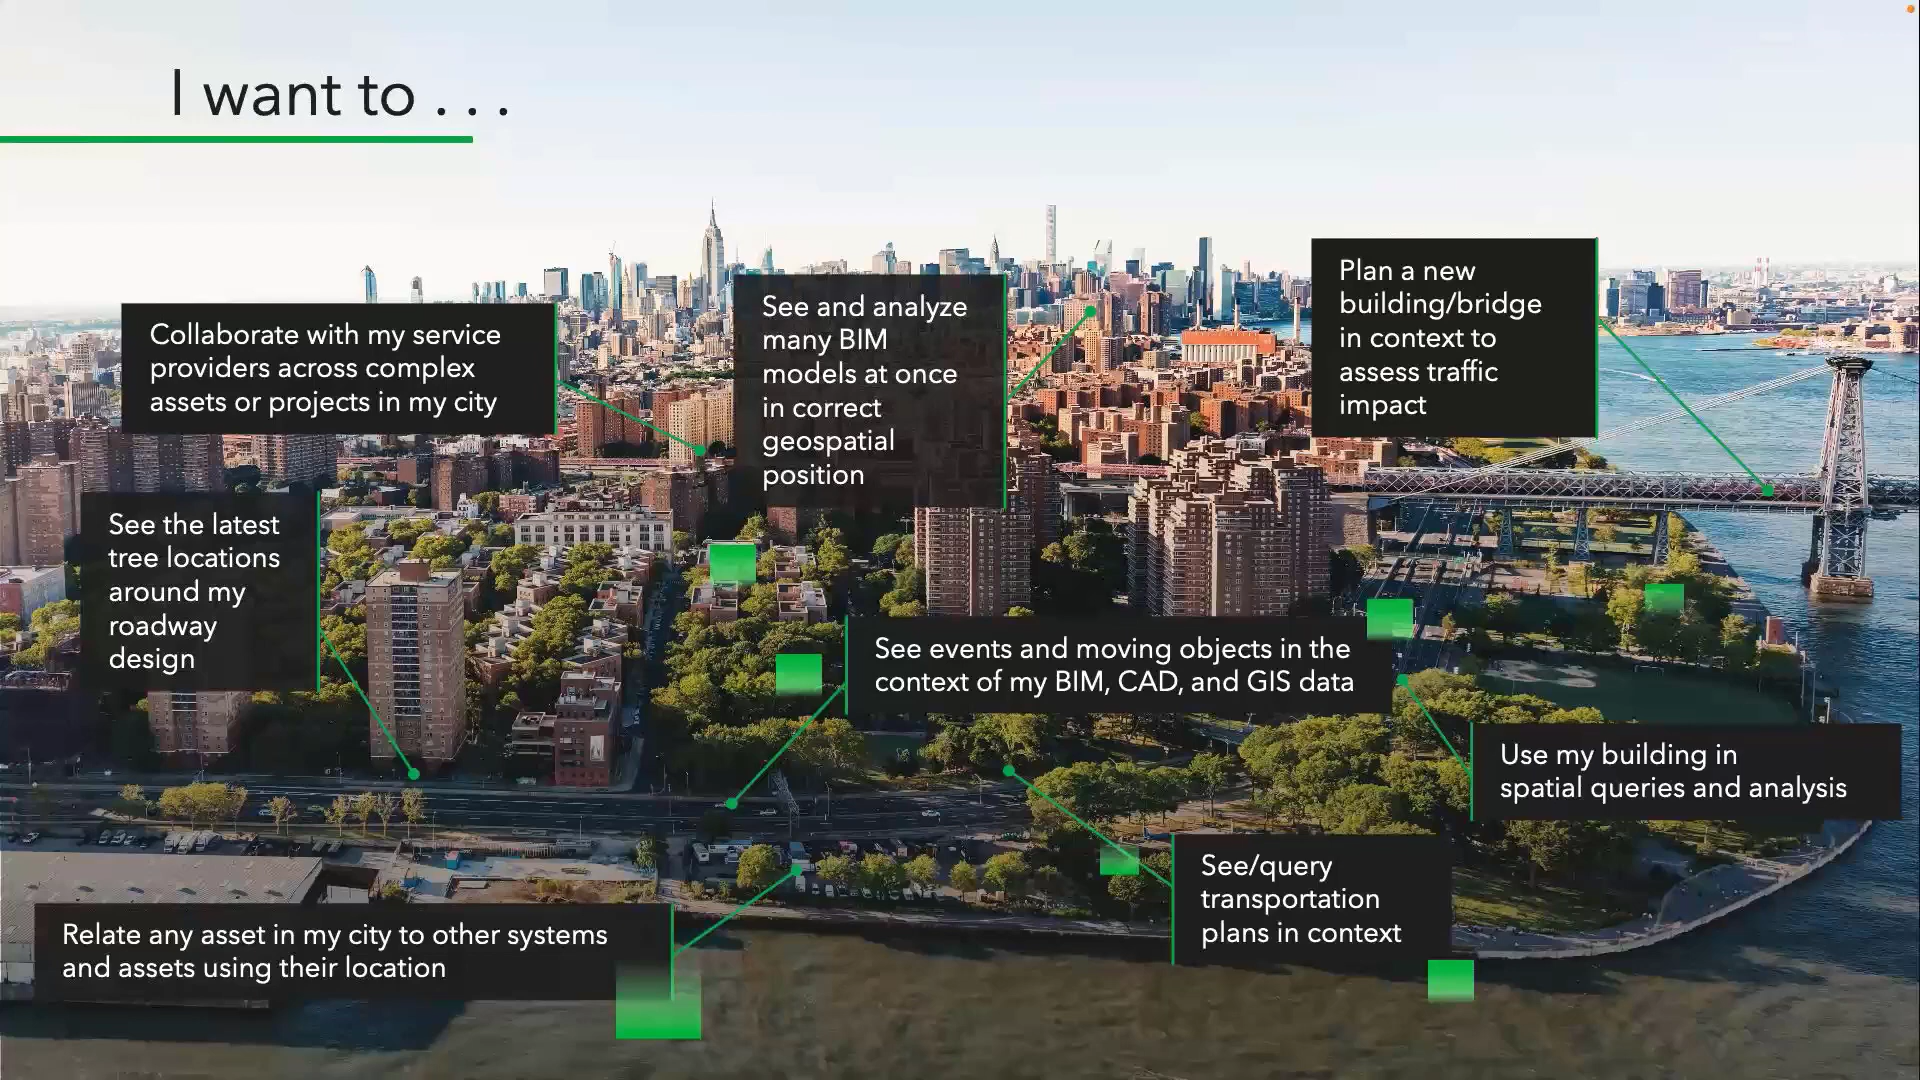 I want to . . .
Collaborate with my service
providers across complex
assets or projects in my city
See and analyze
many BIM
models at once
in correct
geospatial
position
Plan a new
building/bridge
in context to
assess traffic
impact
See the latest
tree locations
around my
roadway
design
See events and moving objects in the
context of my BIM, CAD, and GIS data
Use my building in
spatial queries and analysis
See/query
transportation
plans in context
Relate any asset in my city to other systems
and assets using their location